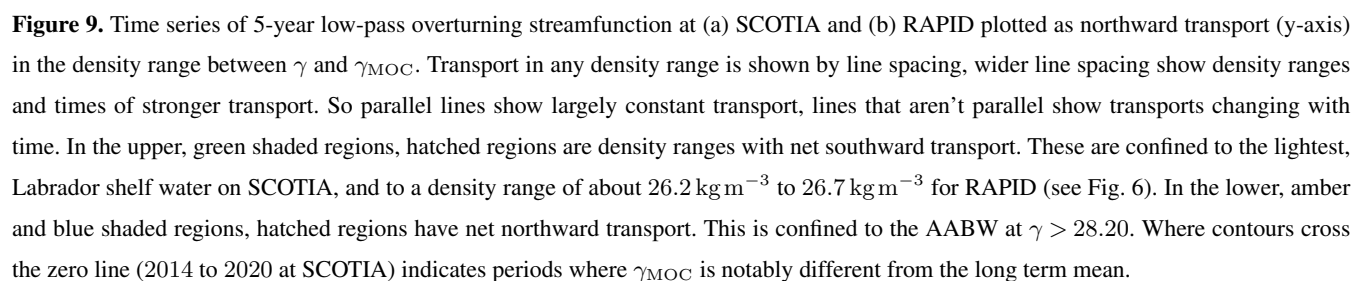 Figure 9. Time series of 5-year low-pass overturning streamfunction at (a) SCOTIA and (b) RAPID plotted as northward transport (y-axis)
in the density range between γ and γMOC. Transport in any density range is shown by line spacing, wider line spacing show density ranges
and times of stronger transport. So parallel lines show largely constant transport, lines that aren't parallel show transports changing with
time. In the upper, green shaded regions, hatched regions are density ranges with net southward transport. These are confined to the lightest,
Labrador shelf water on SCOTIA, and to a density range of about 26.2 kg m⁻³ to 26.7 kg m⁻³ for RAPID (see Fig. 6). In the lower, amber
and blue shaded regions, hatched regions have net northward transport. This is confined to the AABW at γ > 28.20. Where contours cross
the zero line (2014 to 2020 at SCOTIA) indicates periods where γMOC is notably different from the long term mean.